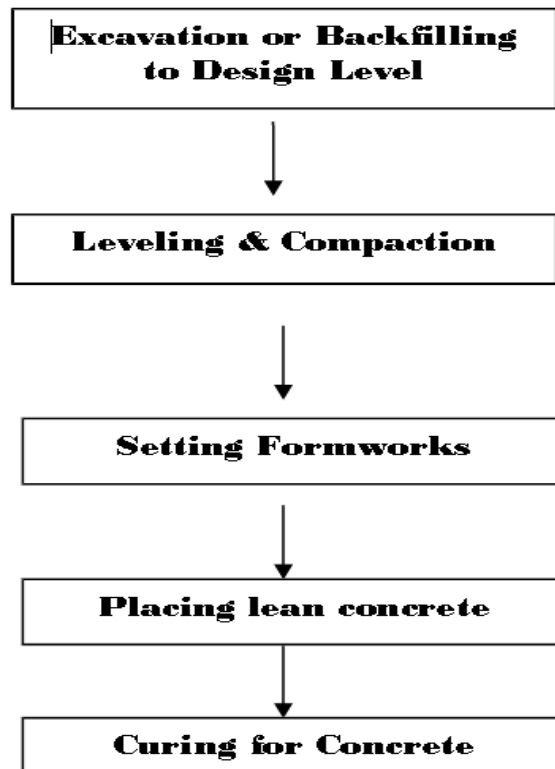 Excavation or Backfilling
to Design Level
Leveling & Compaction
Setting Formworks
Placing lean concrete
Curing for Concrete